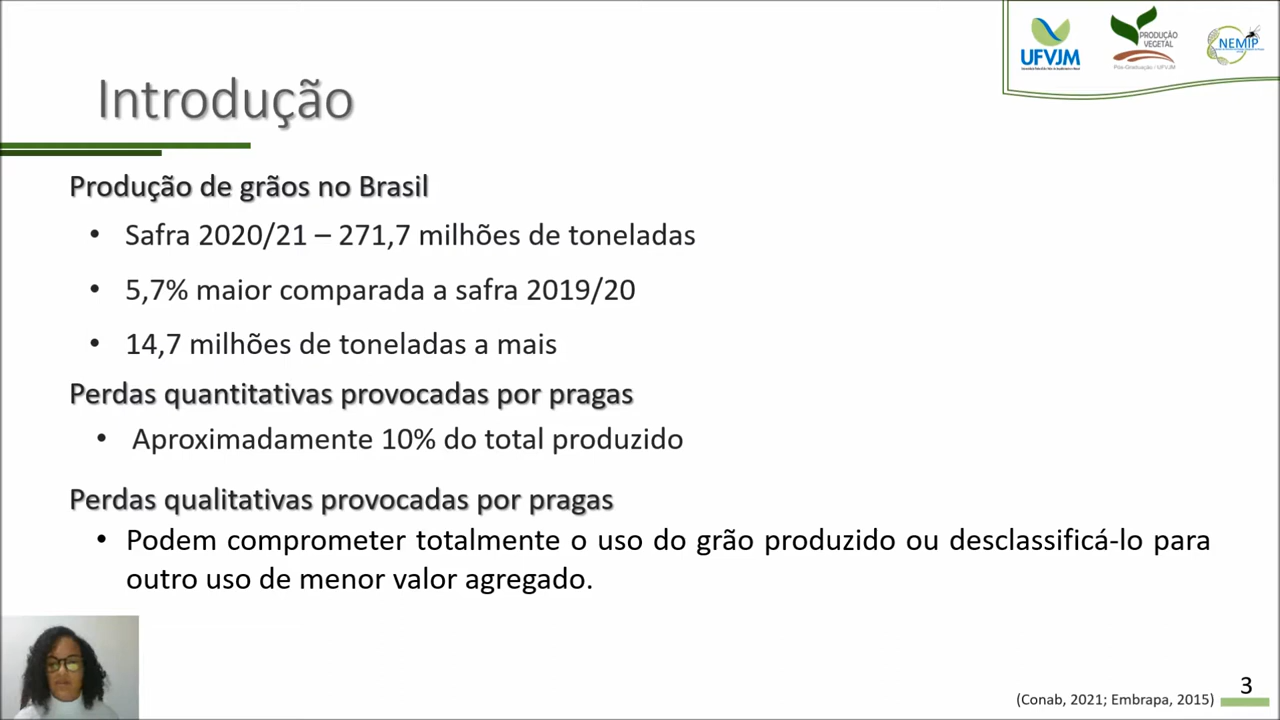 UFVJM
PRODUÇÃO
VEGETAL
Pós-Graduação / UFVJM
NEMIP
Introdução
Produção de grãos no Brasil
• Safra 2020/21 – 271,7 milhões de toneladas
• 5,7% maior comparada a safra 2019/20
• 14,7 milhões de toneladas a mais
Perdas quantitativas provocadas por pragas
• Aproximadamente 10% do total produzido
Perdas qualitativas provocadas por pragas
• Podem comprometer totalmente o uso do grão produzido ou desclassificá-lo para
outro uso de menor valor agregado.
(Conab, 2021; Embrapa, 2015)
3